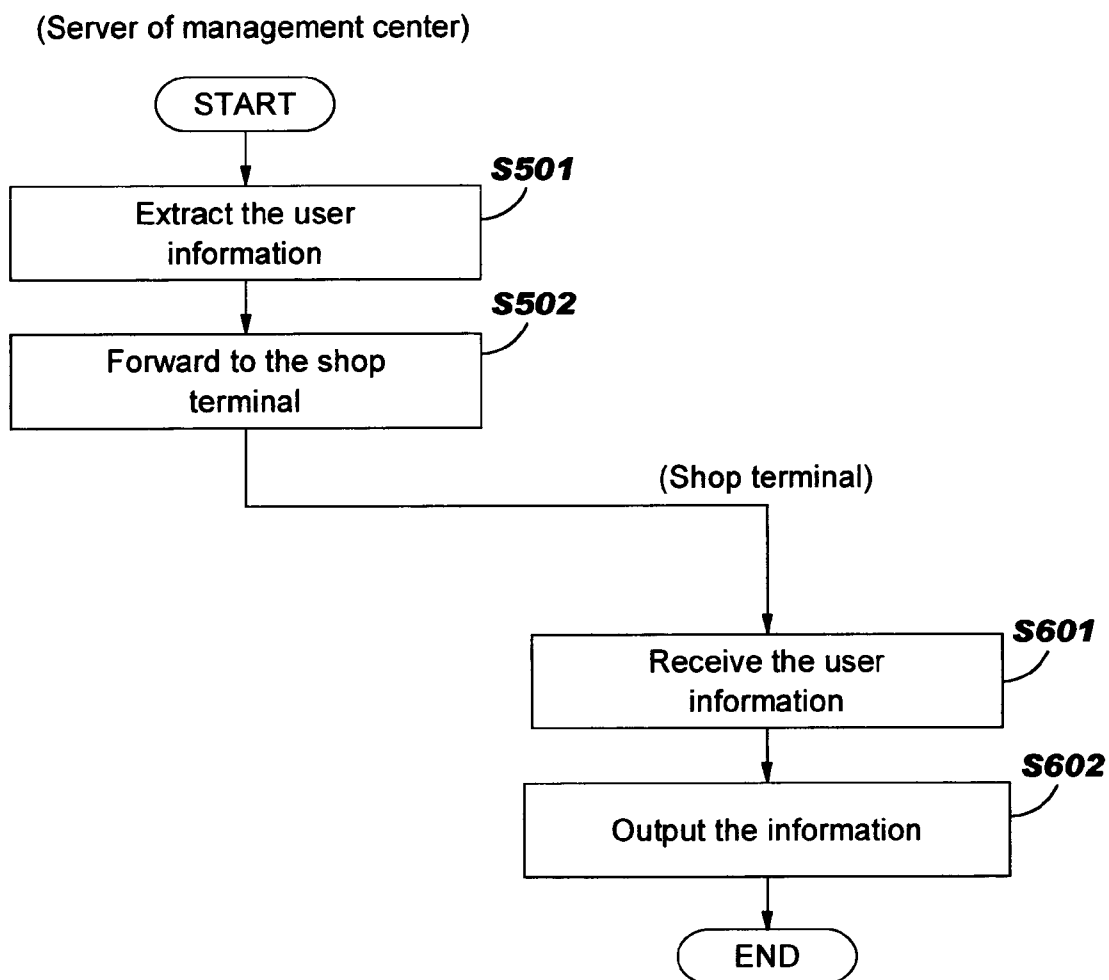 (Server of management center)
START
S501
Extract the user
information
S502
Forward to the shop
terminal
(Shop terminal)
S601
Receive the user
information
S602
Output the information
END